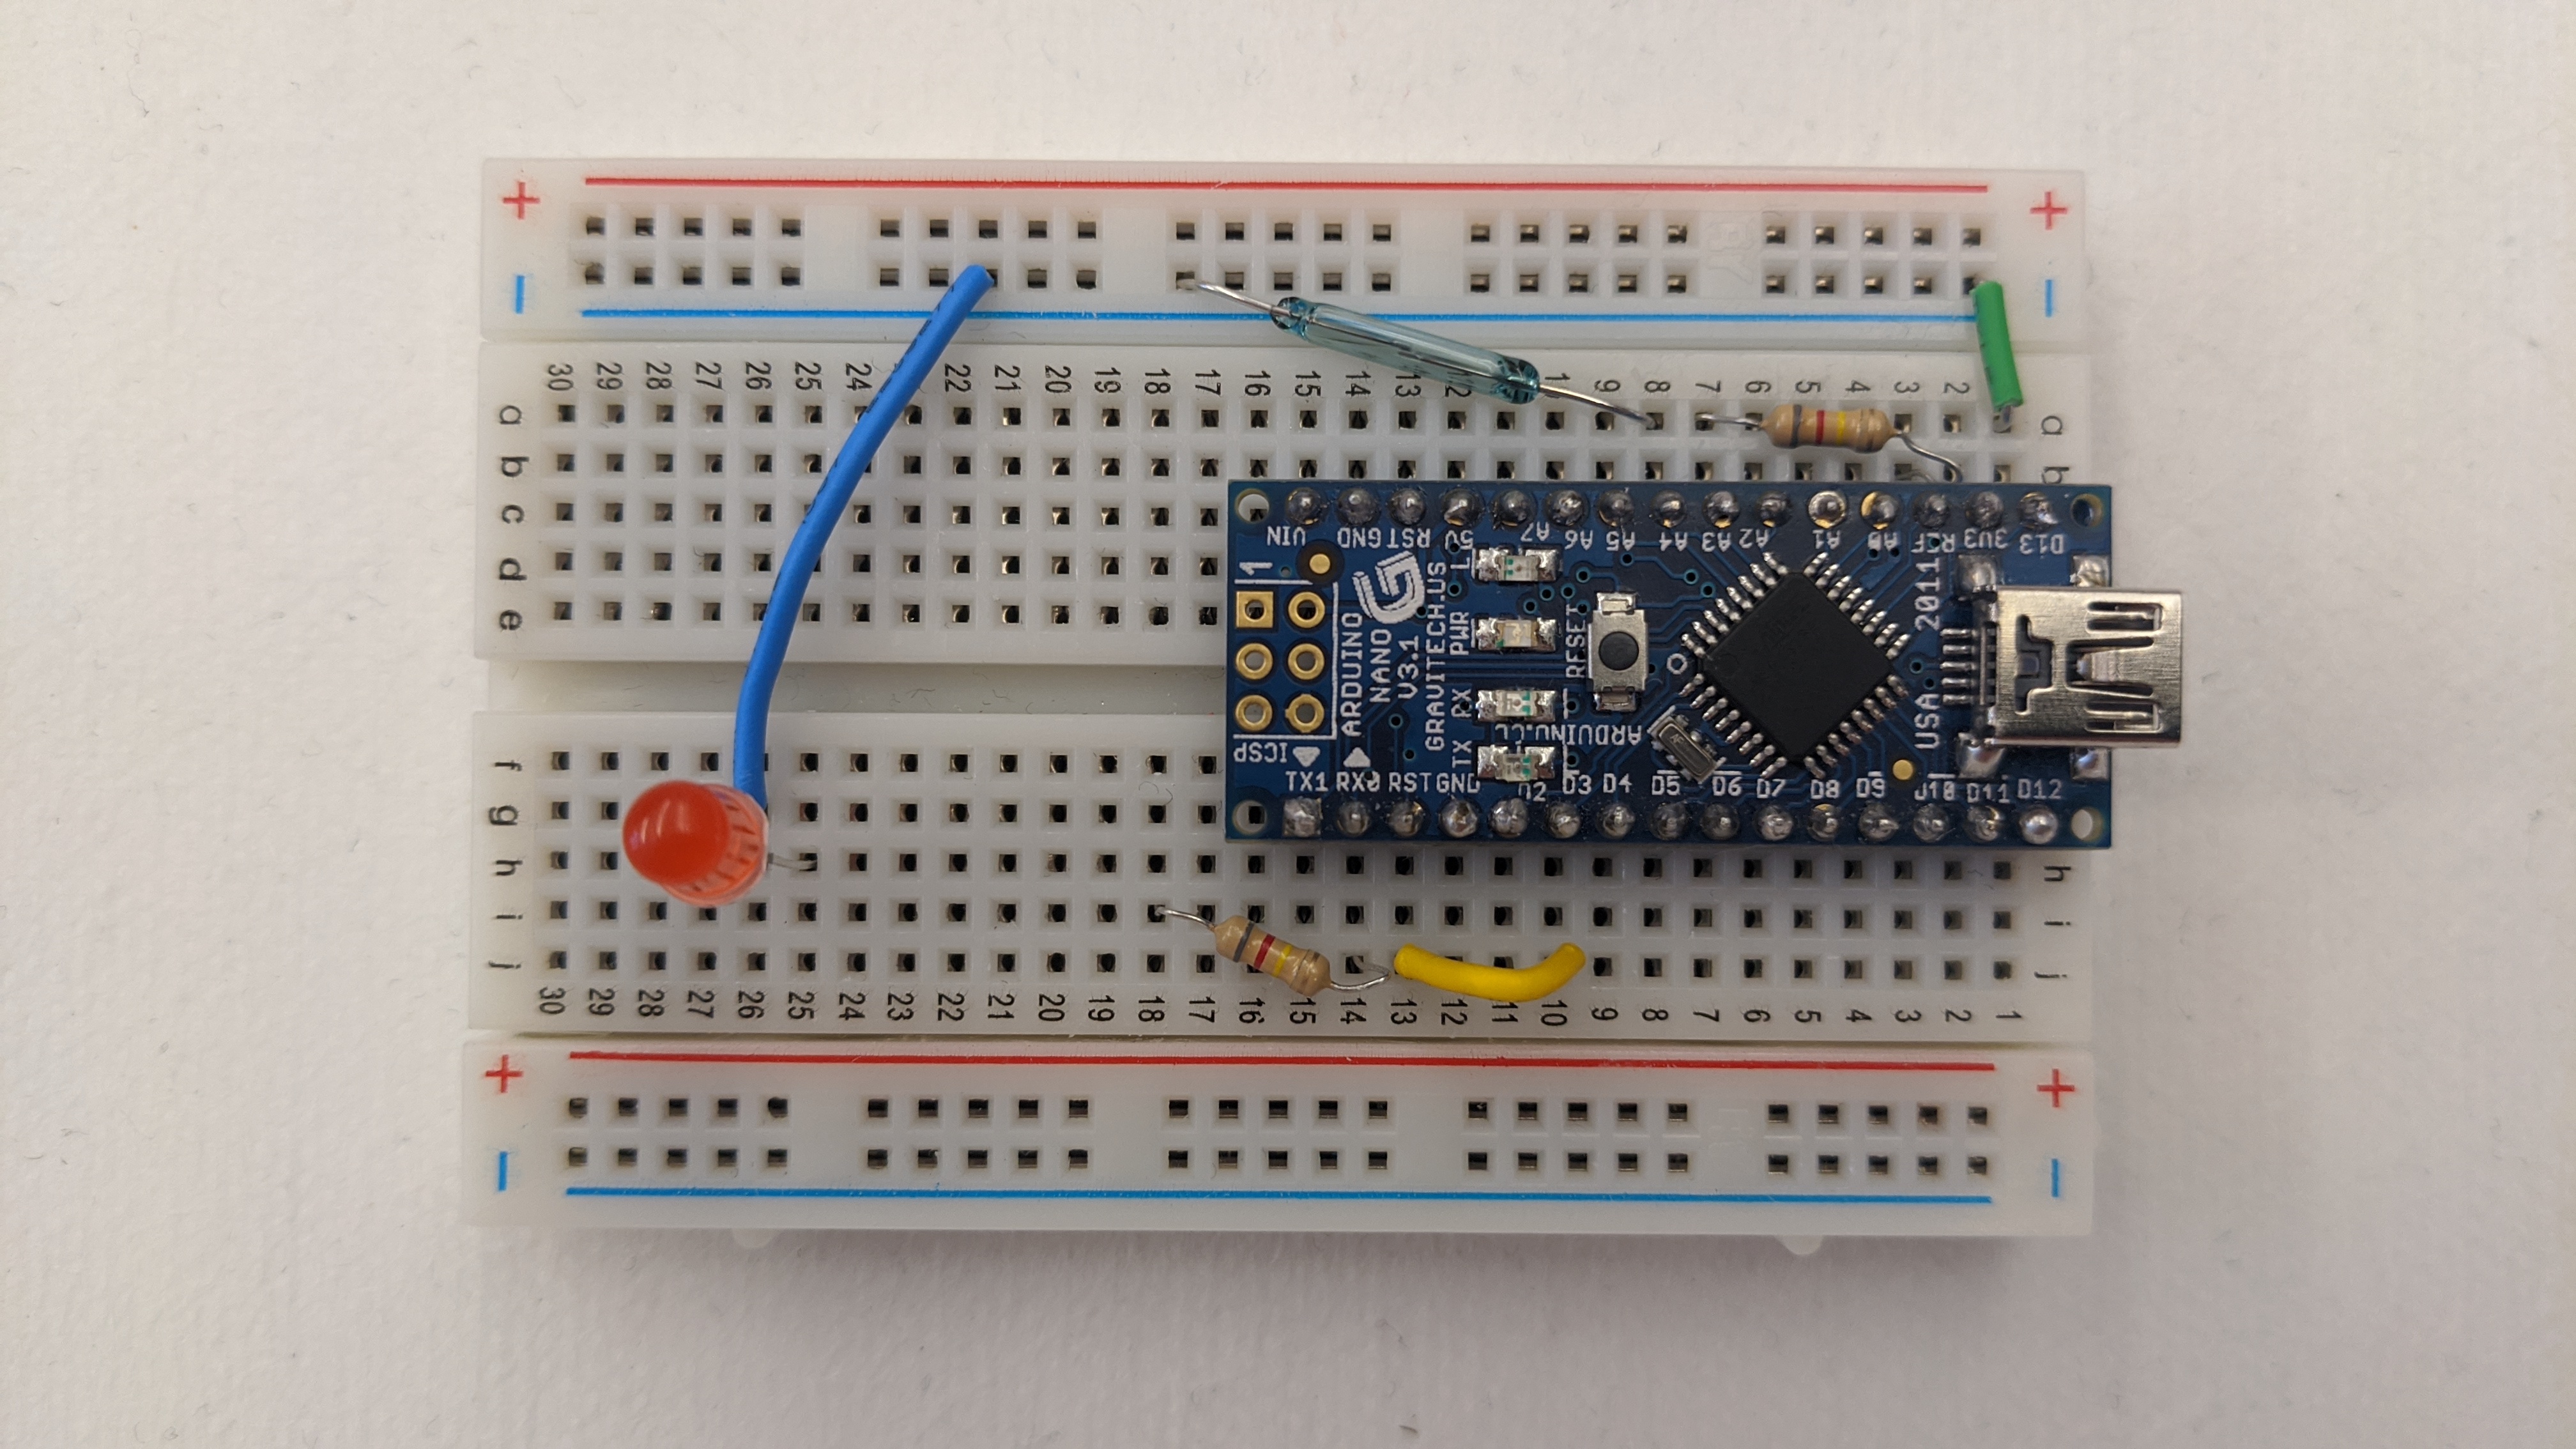 + +
- -
30 29 28 27 26 25 24 22 21 20 19 18 17 16 15 14 13 12 1 9 8 7 6 5 4 3 2
a a
b b
c
d
e
VIN GND RST 5V A7 A6 A5 A4 A3 A2 A1 A0 REF 3V3 D13
1
L
PWR
RX
TX
ARDUINO
NANO
V3.1
GRAVITECH.US
G
RESET
USA 2011
ICSP
TX1 RX0 RST GND D2 D3 D4 D5 D6 D7 D8 D9 D10 D11 D12
f
g
h h
i i
j j
30 29 28 27 26 25 24 23 22 21 20 19 18 17 16 15 14 13 12 11 10 9 8 7 6 5 4 3 2 1
+ +
- -